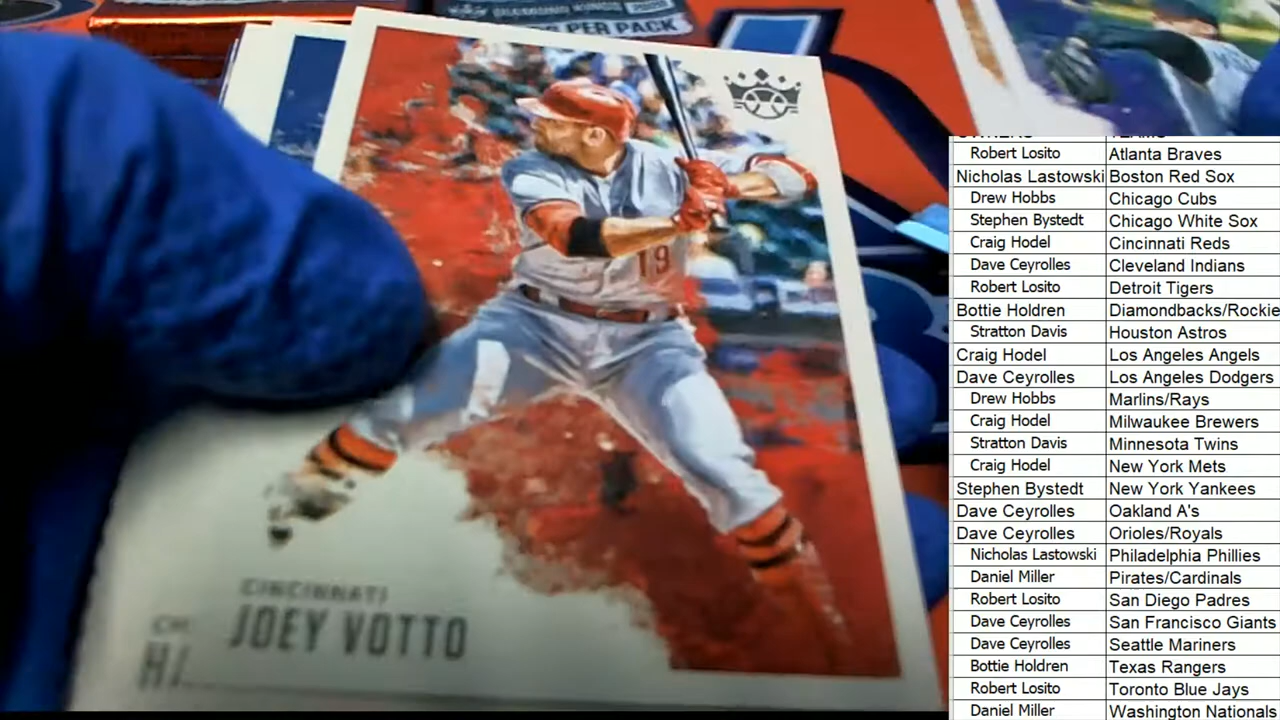 PER PACK
19
CINCINNATI
JOEY VOTTO
OWNERS TEAMS
Robert Losito Atlanta Braves
Nicholas Lastowski Boston Red Sox
Drew Hobbs Chicago Cubs
Stephen Bystedt Chicago White Sox
Craig Hodel Cincinnati Reds
Dave Ceyrolles Cleveland Indians
Robert Losito Detroit Tigers
Bottie Holdren Diamondbacks/Rockie
Stratton Davis Houston Astros
Craig Hodel Los Angeles Angels
Dave Ceyrolles Los Angeles Dodgers
Drew Hobbs Marlins/Rays
Craig Hodel Milwaukee Brewers
Stratton Davis Minnesota Twins
Craig Hodel New York Mets
Stephen Bystedt New York Yankees
Dave Ceyrolles Oakland A's
Dave Ceyrolles Orioles/Royals
Nicholas Lastowski Philadelphia Phillies
Daniel Miller Pirates/Cardinals
Robert Losito San Diego Padres
Dave Ceyrolles San Francisco Giants
Dave Ceyrolles Seattle Mariners
Bottie Holdren Texas Rangers
Robert Losito Toronto Blue Jays
Daniel Miller Washington Nationals